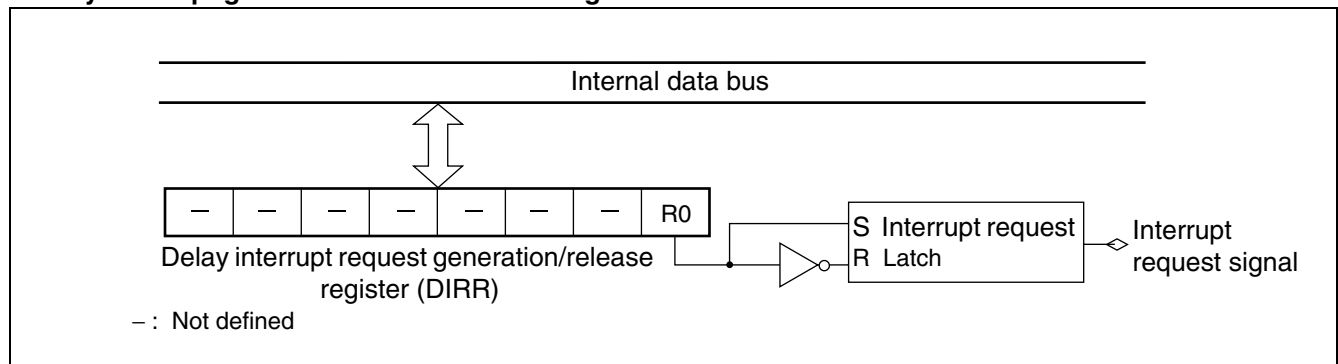 Internal data bus
– – – – – – – R0
Delay interrupt request generation/release
register (DIRR)
S Interrupt request
R Latch
Interrupt
request signal
– : Not defined